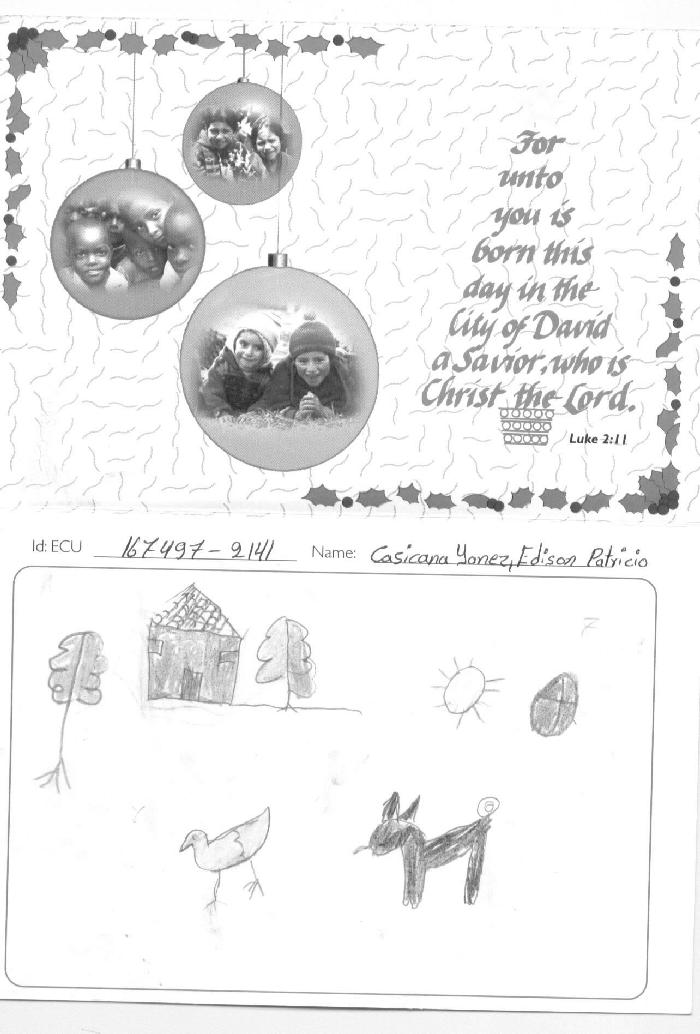 For
unto
you is
born this
day in the
City of David
a Savior, who is
Christ the Lord.
Luke 2:11
Id: ECU 167497-2141 Name: Casicana Yanez, Edison Patricio